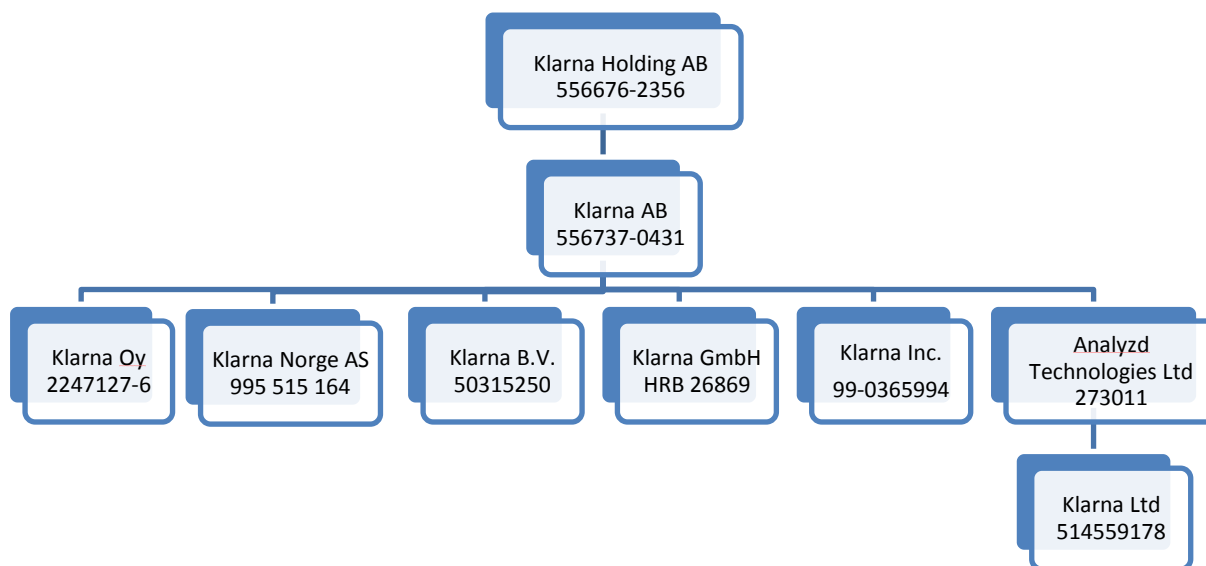 Klarna Holding AB
556676-2356
Klarna AB
556737-0431
Klarna Oy
2247127-6
Klarna Norge AS
995 515 164
Klarna B.V.
50315250
Klarna GmbH
HRB 26869
Klarna Inc.
99-0365994
Analyzd
Technologies Ltd
273011
Klarna Ltd
514559178